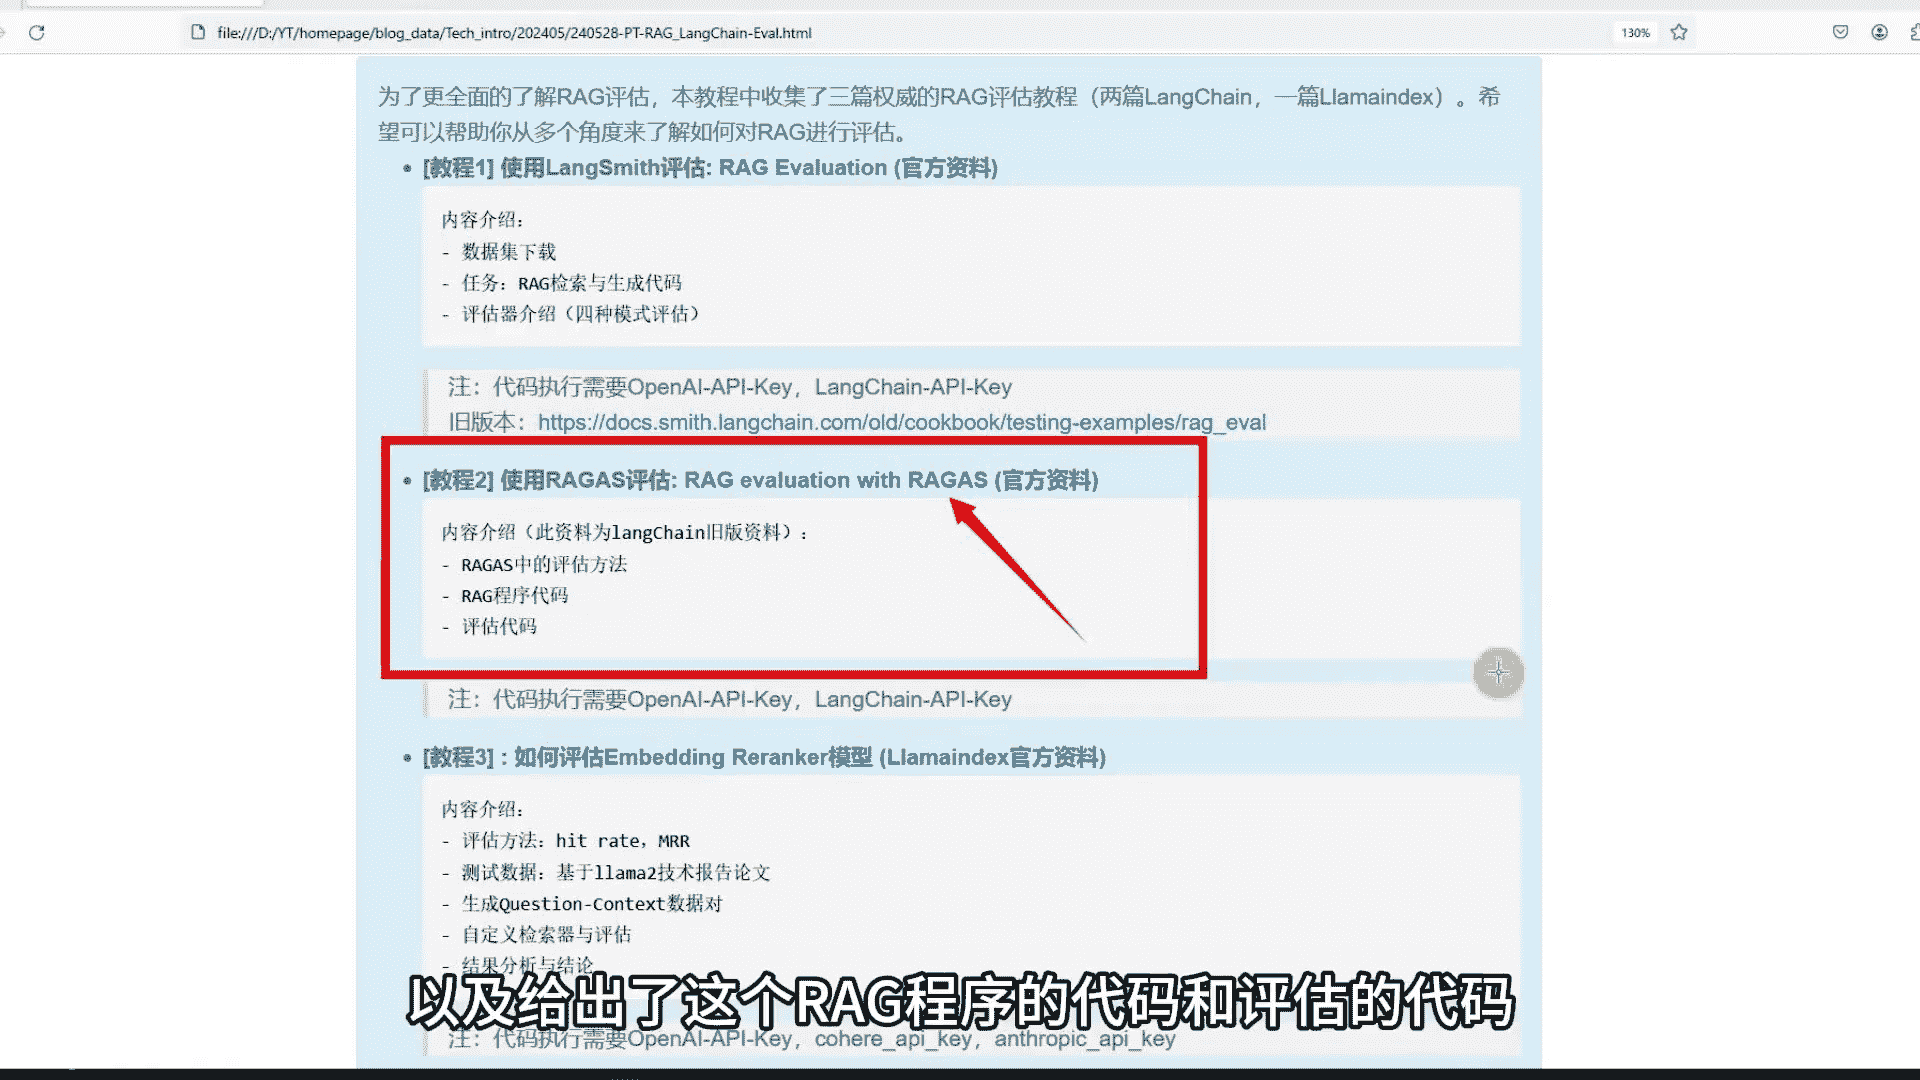 file:///D:/YT/homepage/blog_data/Tech_intro/202405/240528-PT-RAG_LangChain-Eval.html
130%
为了更全面的了解RAG评估，本教程中收集了三篇权威的RAG评估教程（两篇LangChain，一篇Llamaindex）。希
望可以帮助你从多个角度来了解如何对RAG进行评估。
• [教程1] 使用LangSmith评估: RAG Evaluation (官方资料)
内容介绍：
- 数据集下载
- 任务：RAG检索与生成代码
- 评估器介绍（四种模式评估）
注：代码执行需要OpenAI-API-Key，LangChain-API-Key
旧版本：https://docs.smith.langchain.com/old/cookbook/testing-examples/rag_eval
• [教程2] 使用RAGAS评估: RAG evaluation with RAGAS (官方资料)
内容介绍（此资料为langChain旧版资料）：
- RAGAS中的评估方法
- RAG程序代码
- 评估代码
注：代码执行需要OpenAI-API-Key，LangChain-API-Key
• [教程3] : 如何评估Embedding Reranker模型 (Llamaindex官方资料)
内容介绍：
- 评估方法：hit rate，MRR
- 测试数据：基于llama2技术报告论文
- 生成Question-Context数据对
- 自定义检索器与评估
- 结果分析与结论
以及给出了这个RAG程序的代码和评估的代码
注：代码执行需要OpenAI-API-Key，cohere_api_key，anthropic_api_key